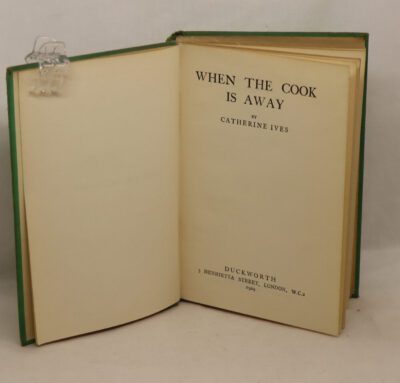 WHEN THE COOK
IS AWAY
BY
CATHERINE IVES
DUCKWORTH
3 HENRIETTA STREET, LONDON, W.C.2